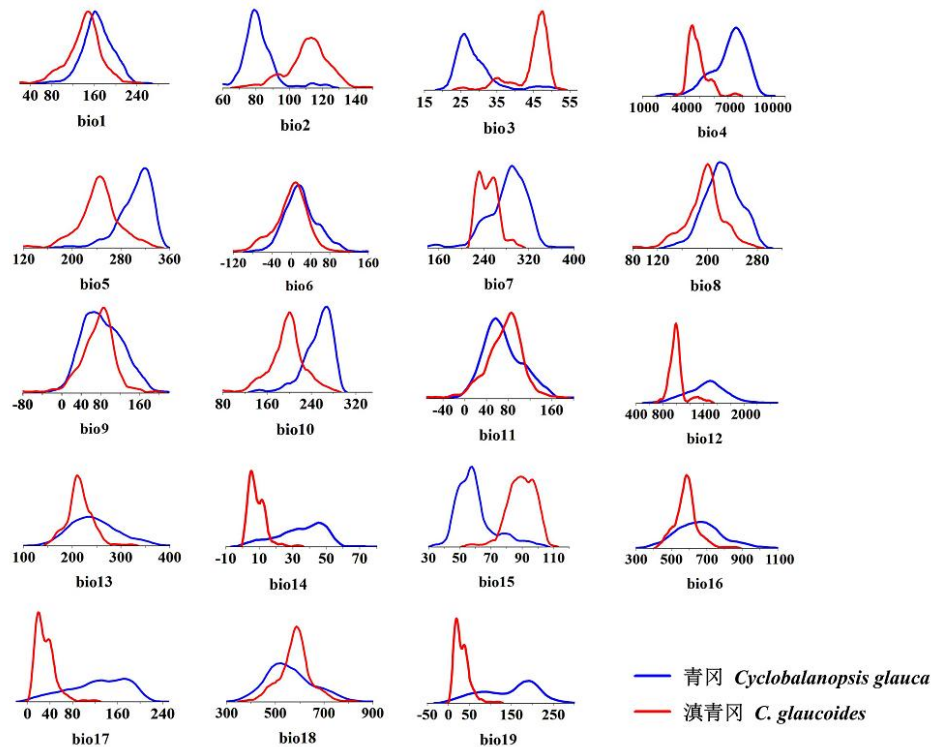 40 80 160 240
bio1
60 80 100 120 140
bio2
15 25 35 45 55
bio3
1000 4000 7000 10000
bio4
120 200 280 360
bio5
-120 -40 0 40 80 160
bio6
160 240 320 400
bio7
80 120 200 280
bio8
-80 0 40 80 160
bio9
80 160 240 320
bio10
-40 0 40 80 160
bio11
400 800 1400 2000
bio12
100 200 300 400
bio13
-10 10 30 50 70
bio14
30 50 70 90 110
bio15
300 500 700 900 1100
bio16
0 40 80 160 240
bio17
300 500 700 900
bio18
-50 0 50 150 250
bio19
青冈 Cyclobalanopsis glauca
滇青冈 C. glaucoides